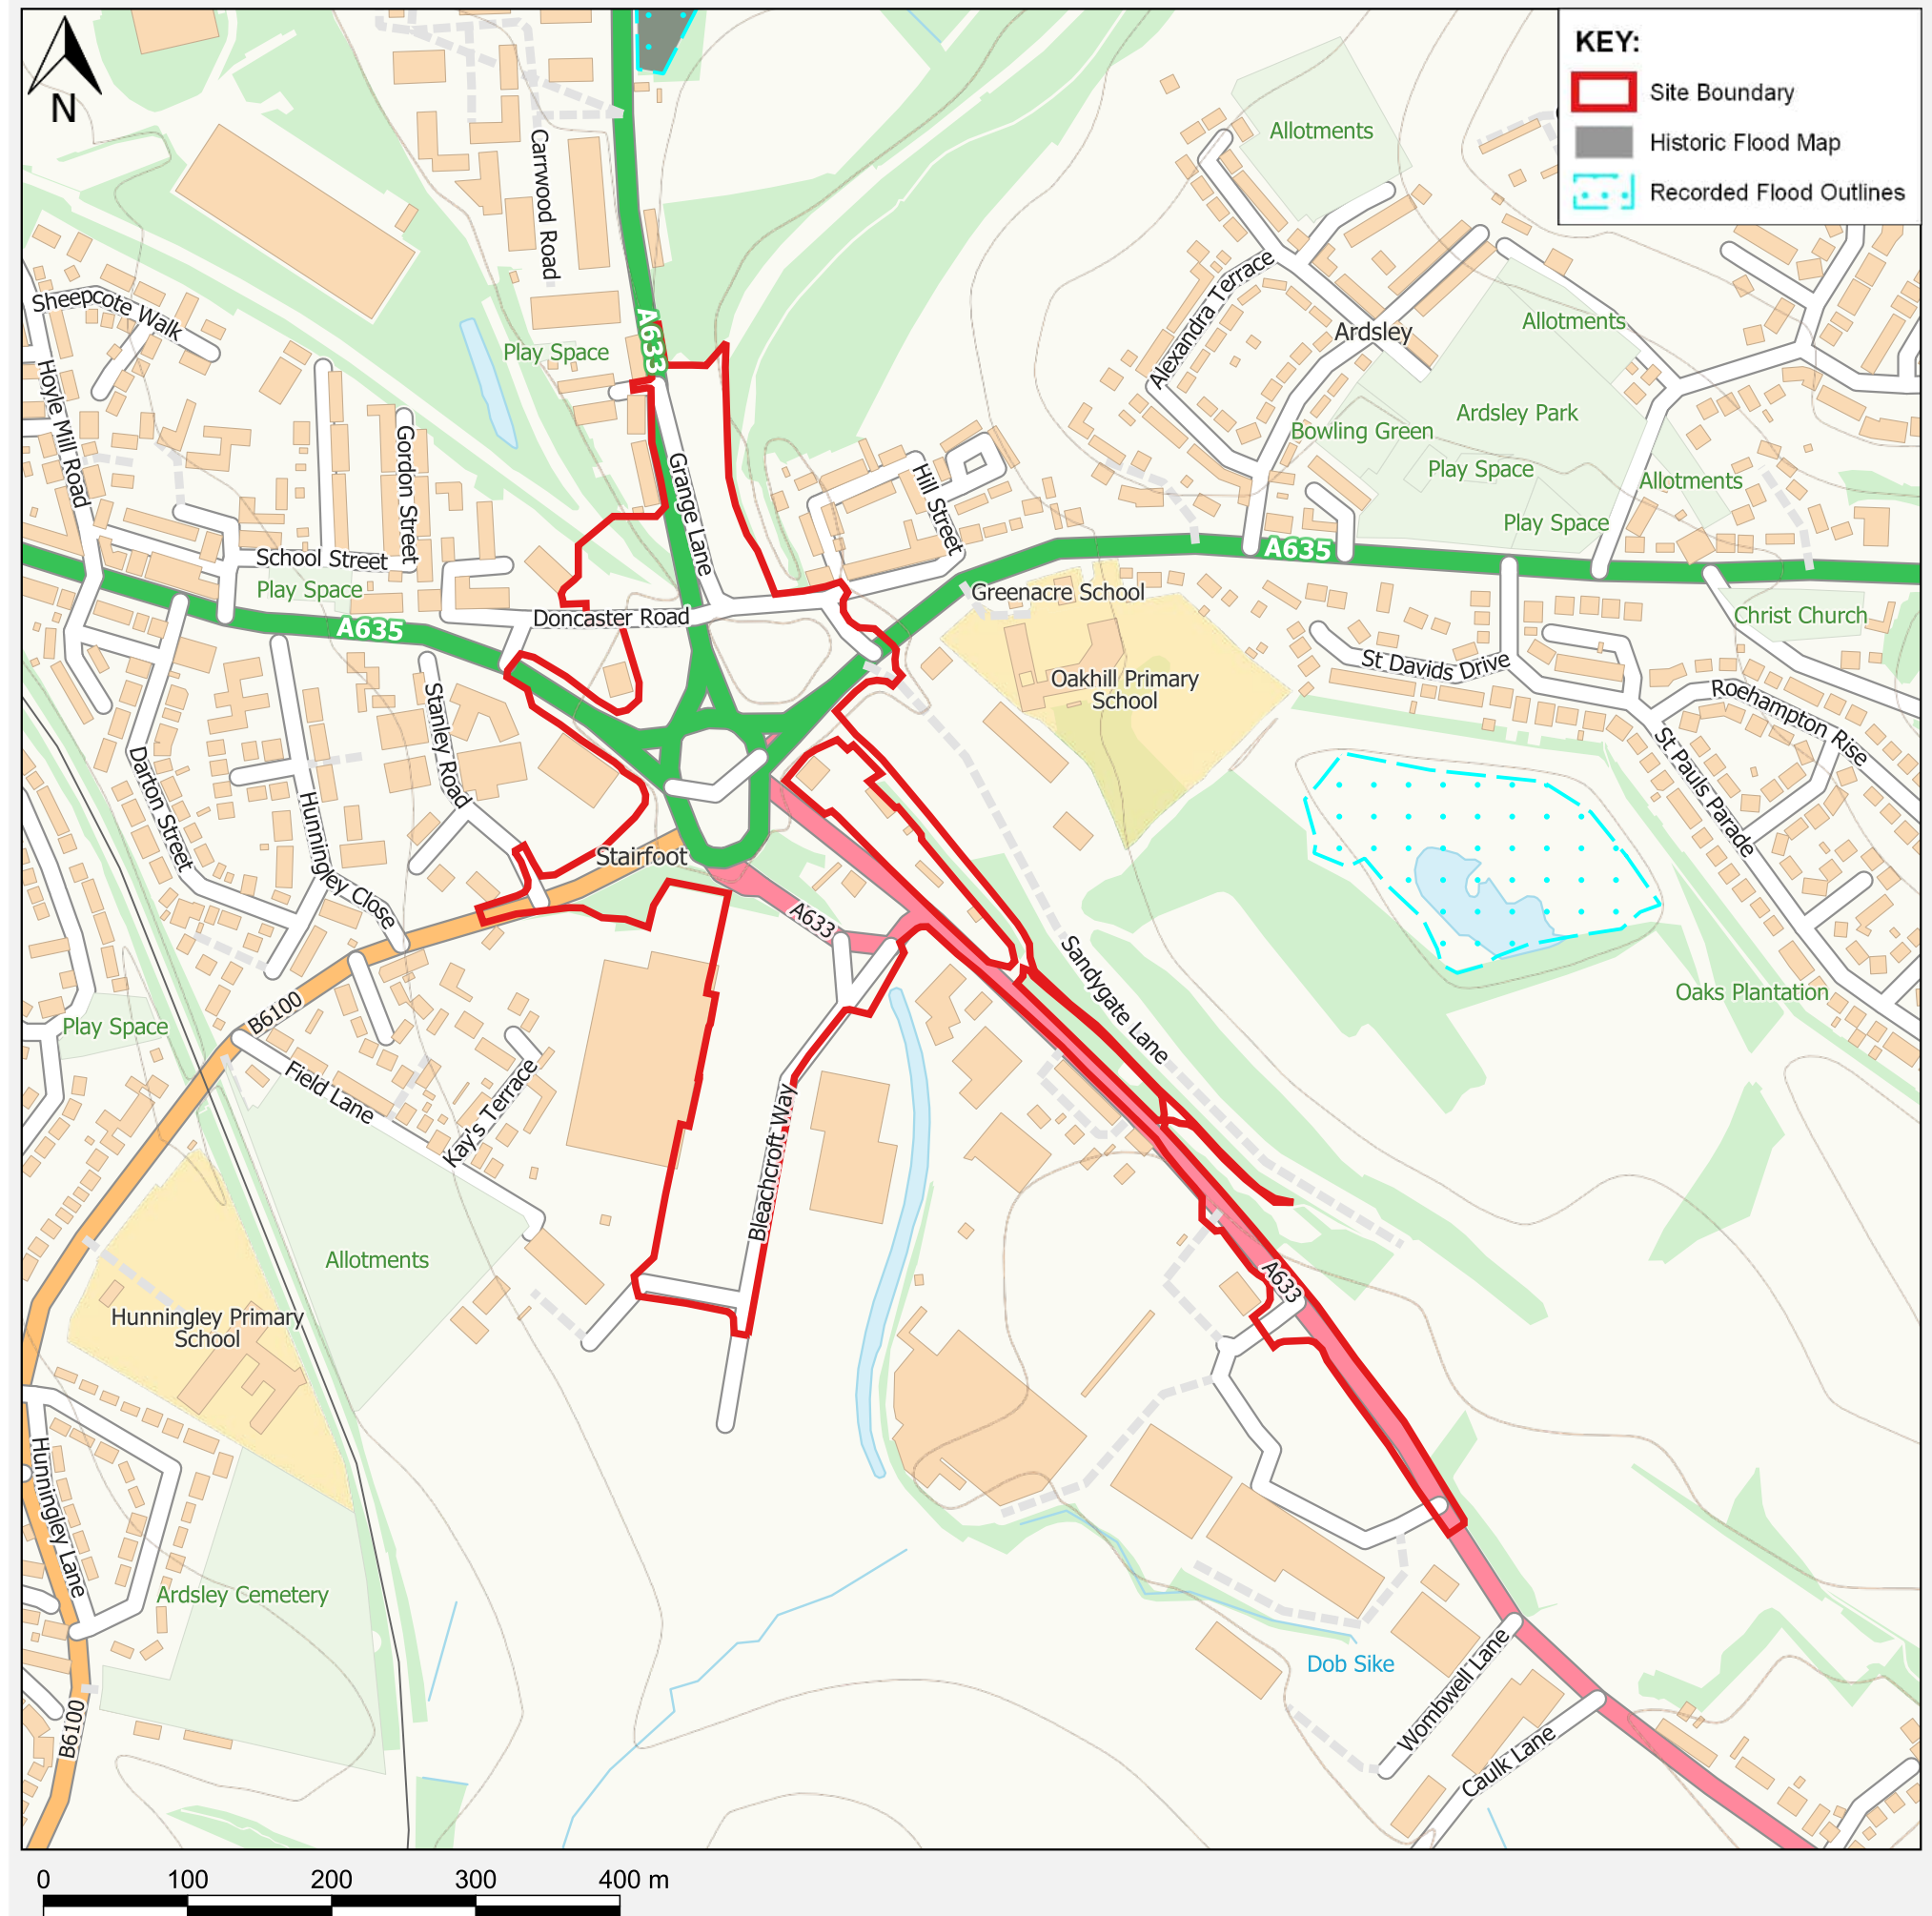 KEY:
Site Boundary
Historic Flood Map
Recorded Flood Outlines
N
Carrwood Road
Allotments
Alexandra Terrace
Ardsley
Allotments
Sheepcote Walk
A633
Play Space
Hoyle Mill Road
Gordon Street
Grange Lane
Hill Street
Bowling Green
Ardsley Park
Play Space
Allotments
Play Space
School Street
Play Space
A635
A635
Doncaster Road
Greenacre School
Christ Church
Oakhill Primary
School
St Davids Drive
Roehampton Rise
St Pauls Parade
Stanley Road
Darton Street
Hunningley Close
Stairfoot
A633
Sandygate Lane
Oaks Plantation
Play Space
B6100
Field Lane
Kay's Terrace
Bleachcroft Way
Allotments
Hunningley Primary
School
A633
Hunningley Lane
Ardsley Cemetery
B6100
Dob Sike
Wombwell Lane
Caulk Lane
0 100 200 300 400 m